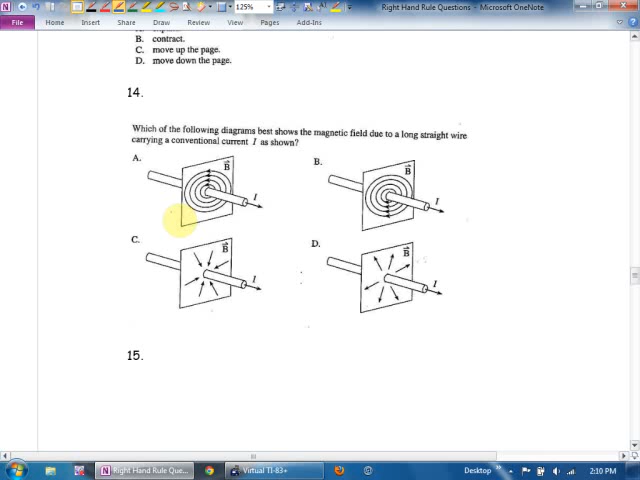 Right Hand Rule Questions - Microsoft OneNote
125%
File
Home
Insert
Share
Draw
Review
View
Pages
Add-Ins
B. contract.
C. move up the page.
D. move down the page.
14.
Which of the following diagrams best shows the magnetic field due to a long straight wire
carrying a conventional current I as shown?
A.
B
I
B.
B
I
C.
B
I
D.
B
I
15.
Right Hand Rule Que...
Virtual TI-83+
Desktop
2:10 PM